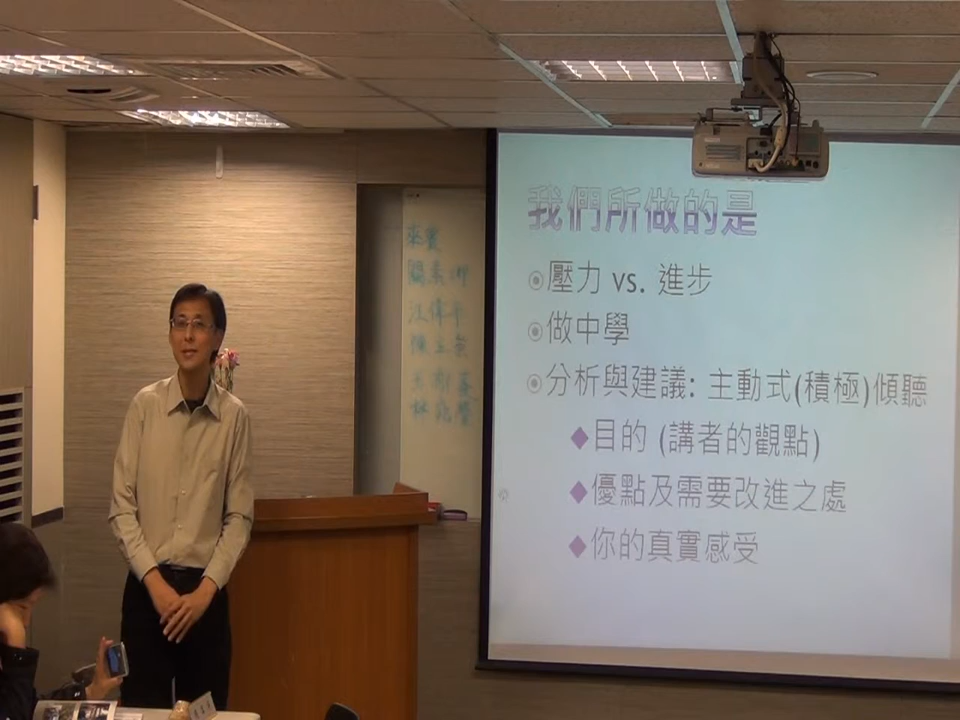 來賓
我們所做的是
壓力 vs. 進步
做中學
分析與建議: 主動式(積極)傾聽
目的 (講者的觀點)
優點及需要改進之處
你的真實感受